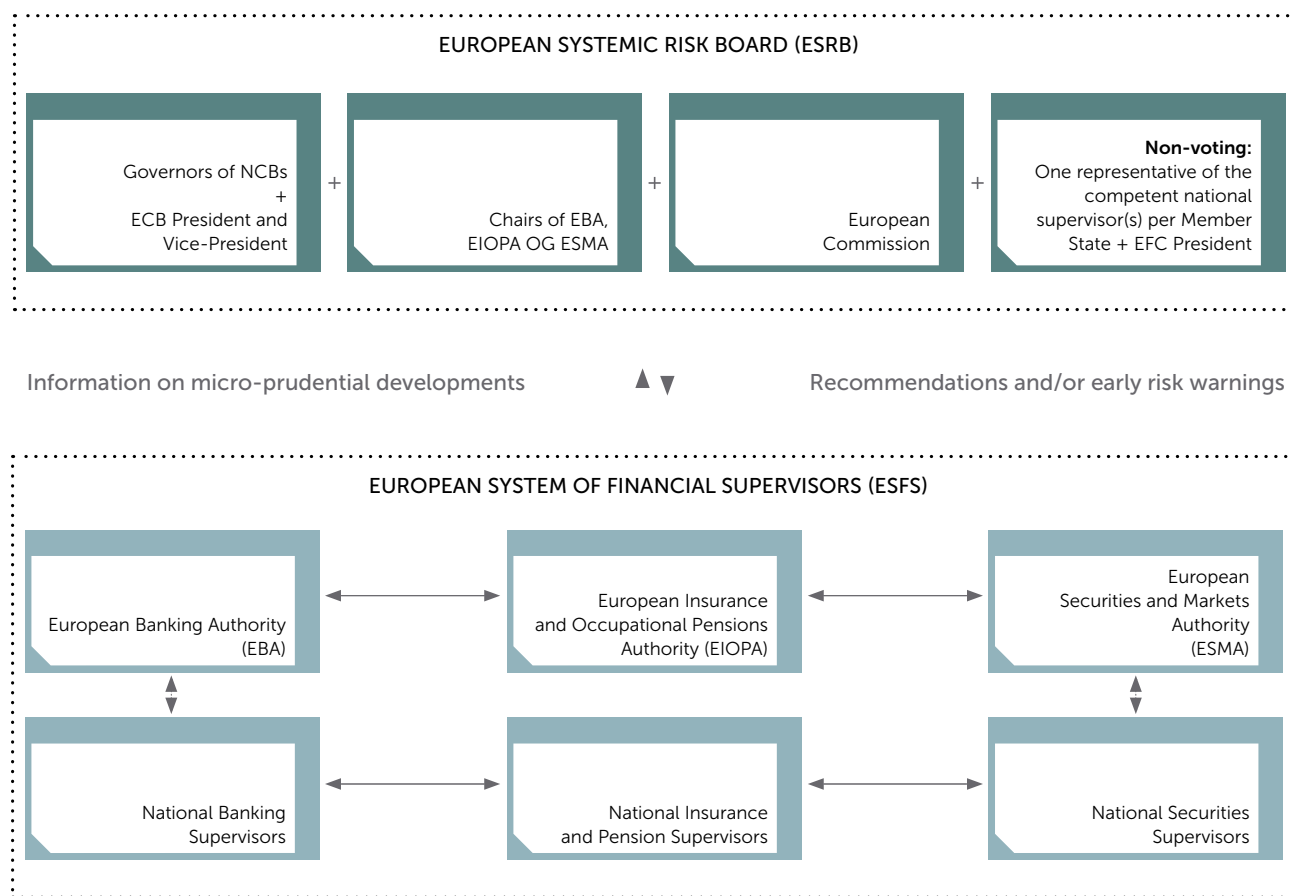 EUROPEAN SYSTEMIC RISK BOARD (ESRB)
Governors of NCBs
+
ECB President and
Vice-President
+
Chairs of EBA,
EIOPA OG ESMA
+
European
Commission
+
Non-voting:
One representative of the
competent national
supervisor(s) per Member
State + EFC President
Information on micro-prudential developments
Recommendations and/or early risk warnings
EUROPEAN SYSTEM OF FINANCIAL SUPERVISORS (ESFS)
European Banking Authority
(EBA)
European Insurance
and Occupational Pensions
Authority (EIOPA)
European
Securities and Markets
Authority
(ESMA)
National Banking
Supervisors
National Insurance
and Pension Supervisors
National Securities
Supervisors